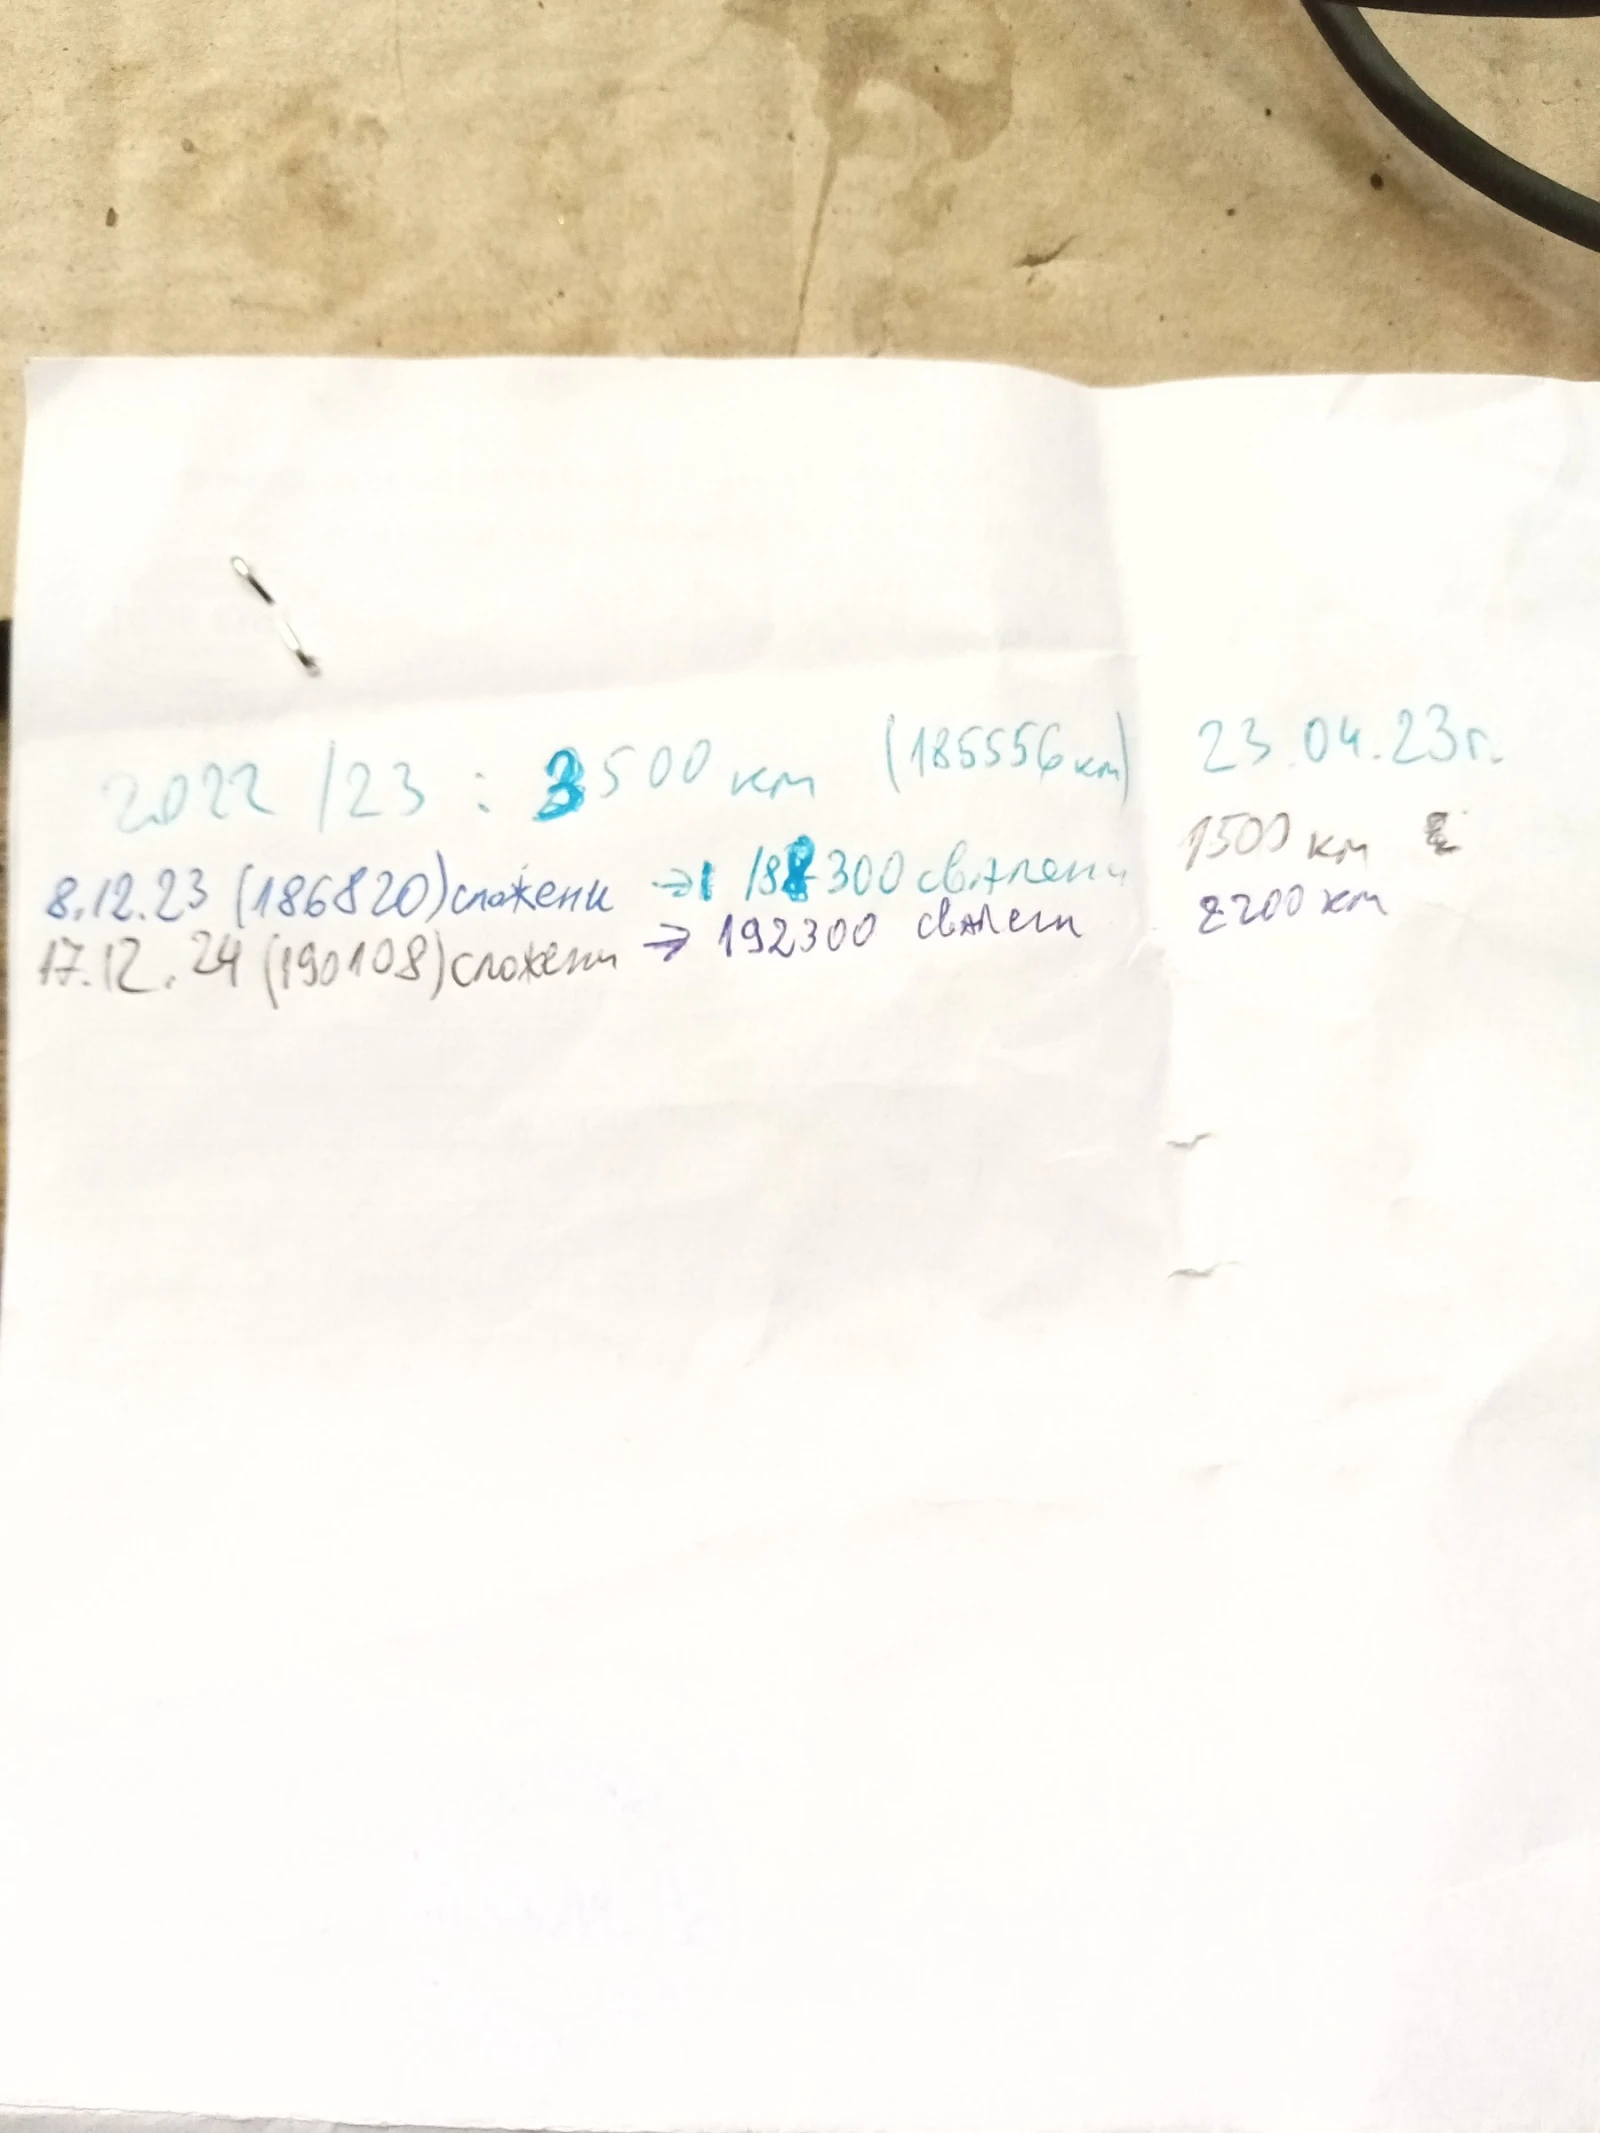 2022/23 : 3500 км (185556 км) 23.04.23г.
8.12.23 (186820) сложени → 188300 свалени 1500 км
17.12.24 (190108) сложени → 192300 свалени 2200 км